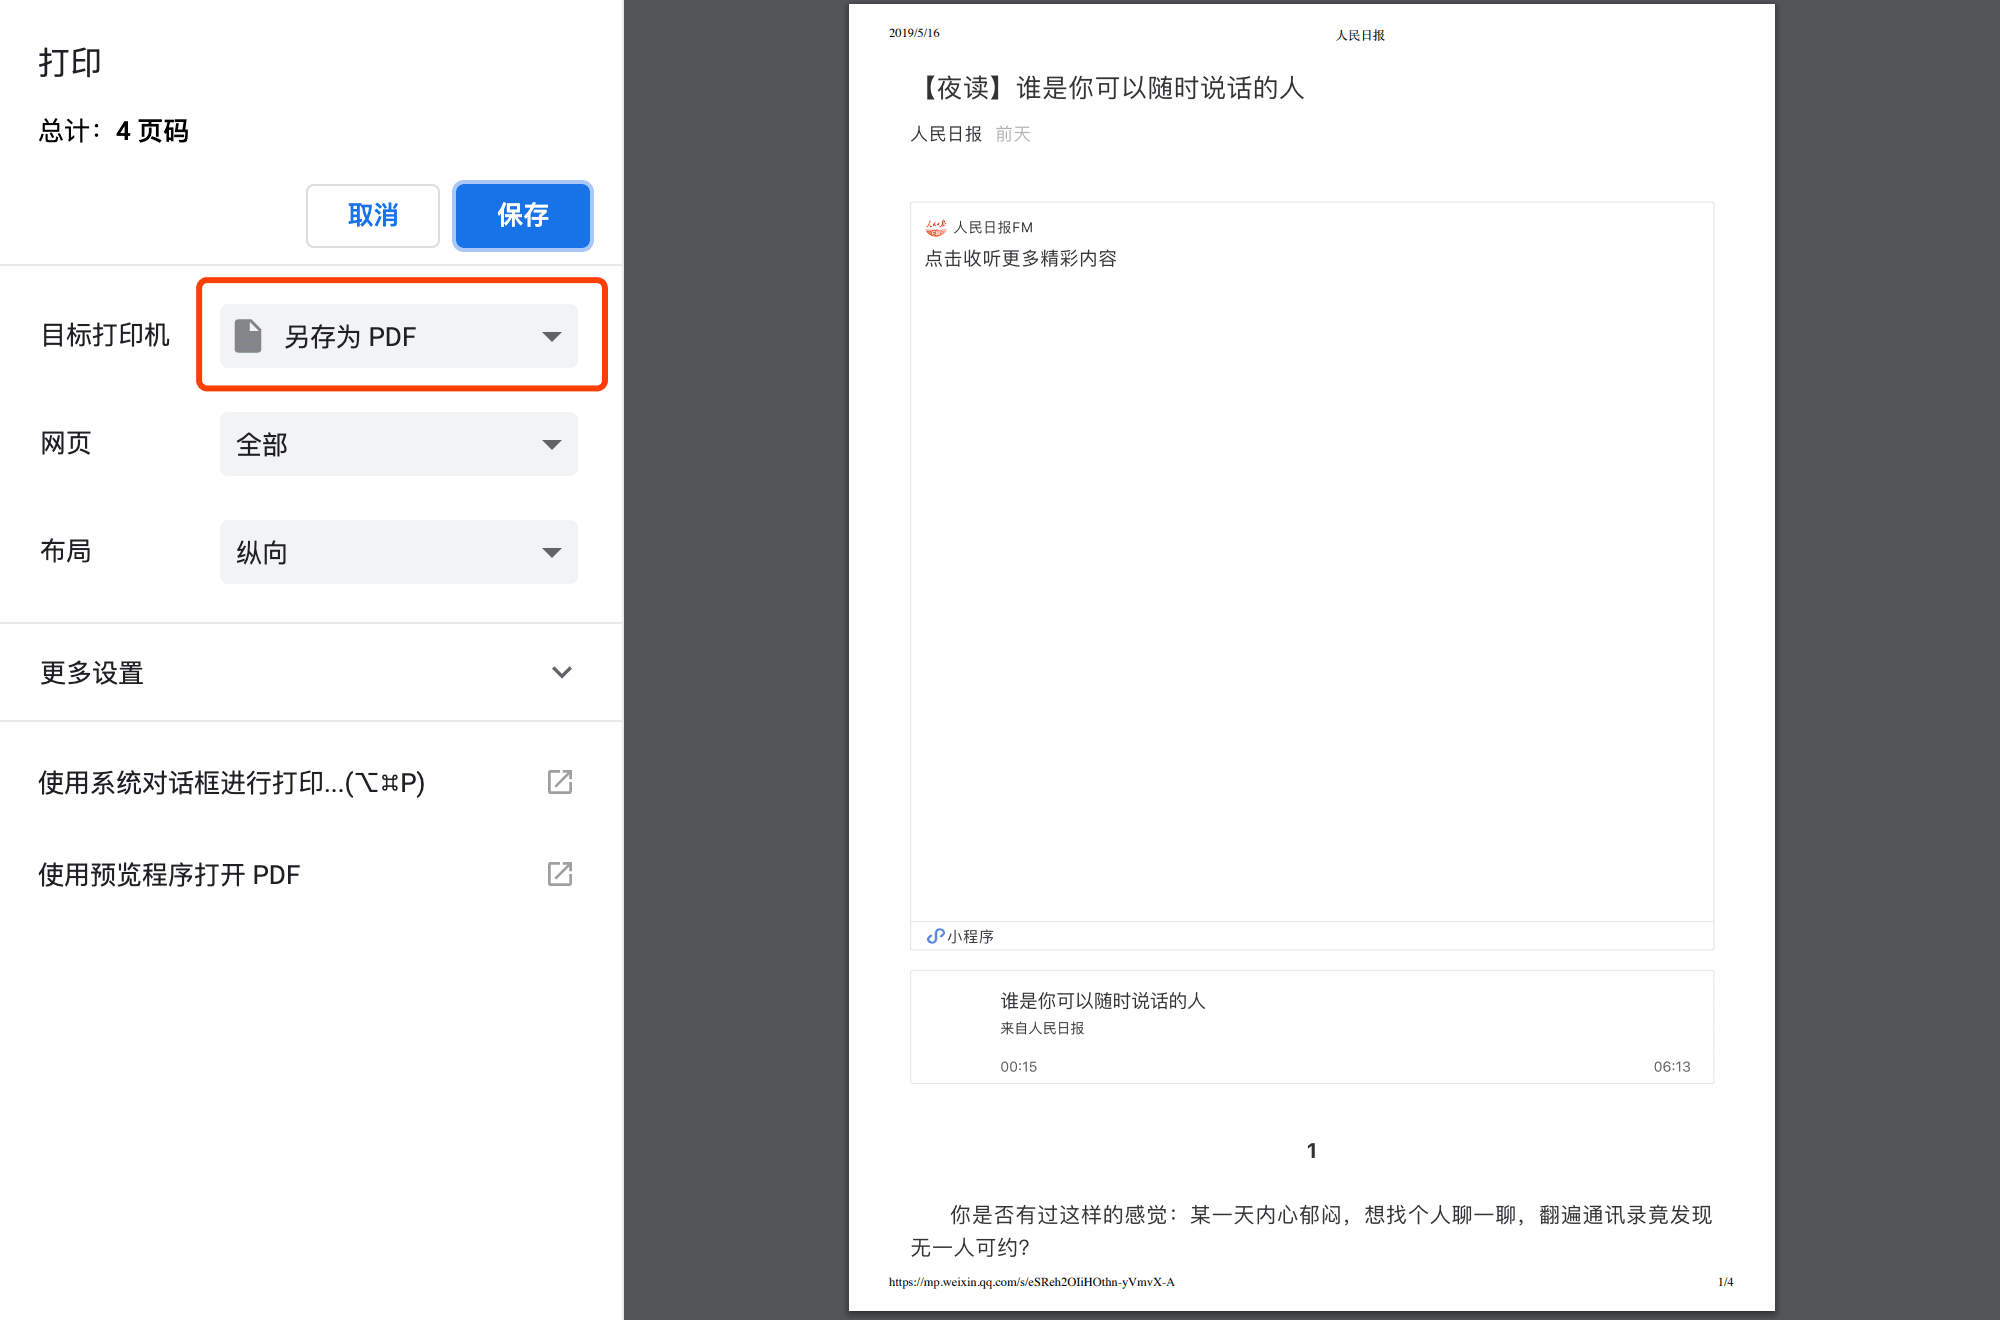 打印
总计：4 页码
取消
保存
目标打印机
另存为 PDF
网页
全部
布局
纵向
更多设置
使用系统对话框进行打印...(⌥⌘P)
使用预览程序打开 PDF
2019/5/16
人民日报
【夜读】谁是你可以随时说话的人
人民日报 前天
人民日报FM
点击收听更多精彩内容
小程序
谁是你可以随时说话的人
来自人民日报
00:15
06:13
1
你是否有过这样的感觉：某一天内心郁闷，想找个人聊一聊，翻遍通讯录竟发现
无一人可约？
https://mp.weixin.qq.com/s/eSReh2OIiHOthn-yVmvX-A
1/4